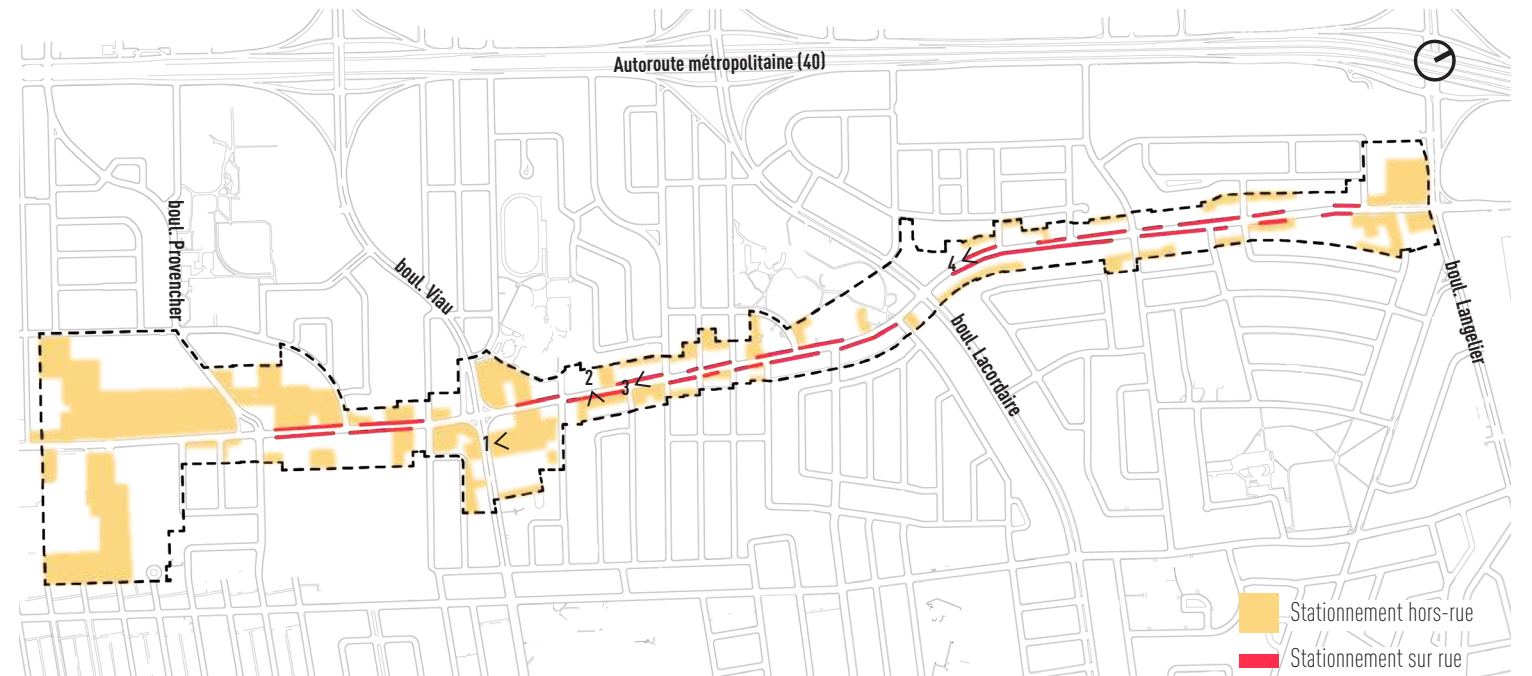 Autoroute métropolitaine (40)
boul. Provencher
boul. Viau
boul. Lacordaire
boul. Langelier
1
2
3
4
Stationnement hors-rue
Stationnement sur rue